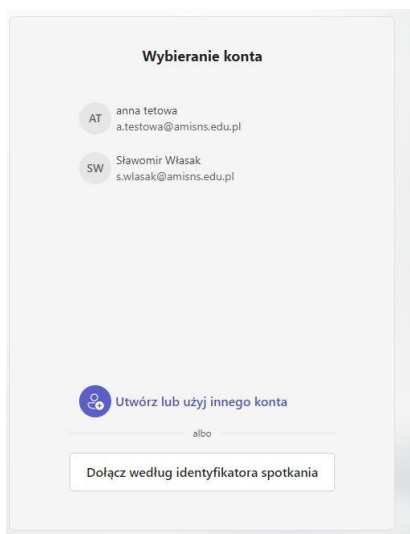 Wybieranie konta
AT
anna tetowa
a.testowa@amisns.edu.pl
SW
Sławomir Własak
s.wlasak@amisns.edu.pl
Utwórz lub użyj innego konta
albo
Dołącz według identyfikatora spotkania